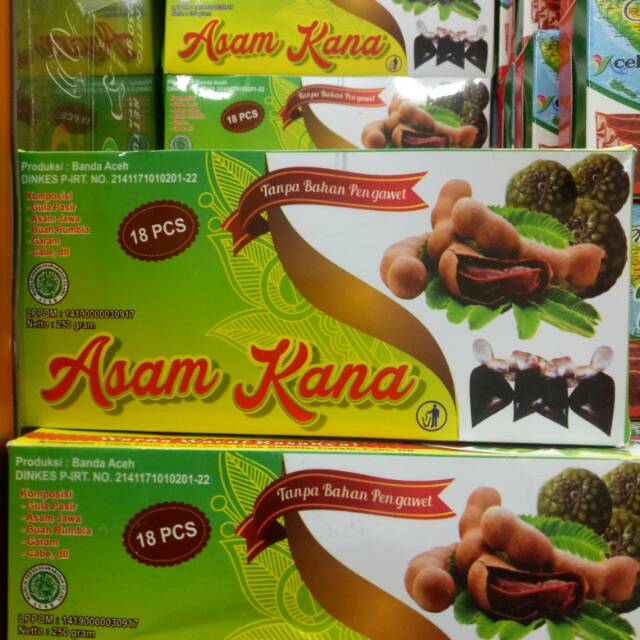 Asam Kana
Tanpa Bahan Pengawet
18 PCS
Asam Kana
Produksi : Banda Aceh
DINKES P-IRT. NO. 2141171010201-22
Komposisi
- Gula Pasir
- Asam Jawa
- Buah Rumbia
- Garam
- Cabe, dll
18 PCS
Tanpa Bahan Pengawet
LPPOM : 14190000030917
Netto : 250 gram
Asam Kana
Produksi : Banda Aceh
DINKES P-IRT. NO. 2141171010201-22
Komposisi
- Gula Pasir
- Asam Jawa
- Buah Rumbia
- Garam
- Cabe, dll
18 PCS
Tanpa Bahan Pengawet
LPPOM : 14190000030917
Netto : 250 gram